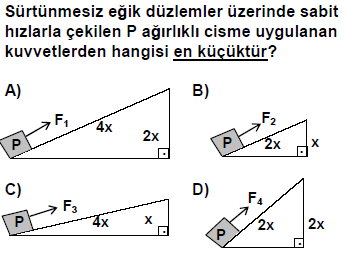 Sürtünmesiz eğik düzlemler üzerinde sabit
hızlarla çekilen P ağırlıklı cisme uygulanan
kuvvetlerden hangisi en küçüktür?
A)
F1
P
4x
2x
B)
F2
P
2x
x
C)
F3
P
4x
x
D)
F4
P
2x
2x